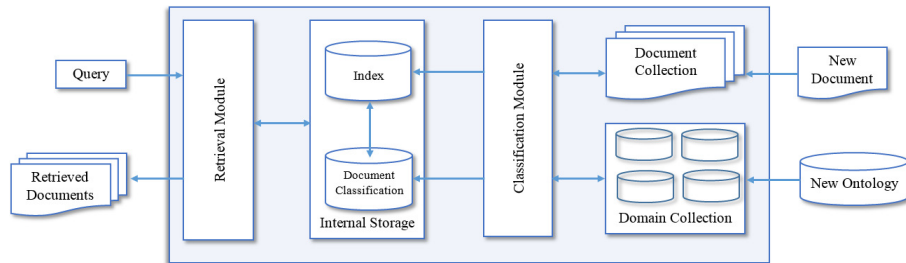 Query
Retrieved
Documents
Retrieval Module
Index
Document
Classification
Internal Storage
Classification Module
Document
Collection
Domain Collection
New
Document
New Ontology